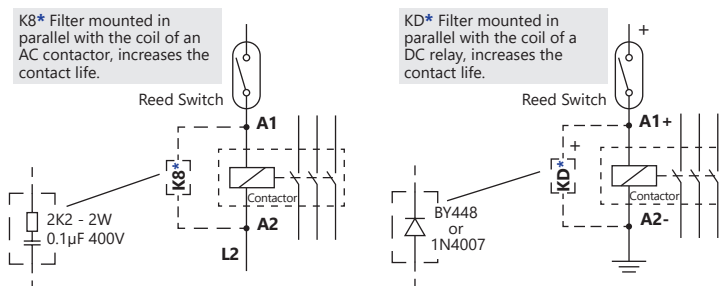 K8* Filter mounted in
parallel with the coil of an
AC contactor, increases the
contact life.
Reed Switch
A1
K8*
Contactor
2K2 - 2W
0.1µF 400V
A2
L2
KD* Filter mounted in
parallel with the coil of a
DC relay, increases the
contact life.
+
Reed Switch
A1+
+
KD*
Contactor
BY448
or
1N4007
A2-